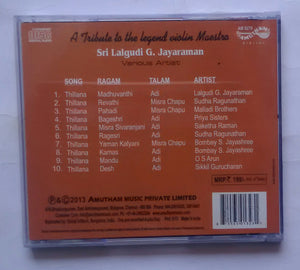 A Tribute to the legend violin Maestro
Sri Lalgudi G. Jayaraman
Various Artist
SONG RAGAM TALAM ARTIST
1. Thillana Madhuvanthi Adi Lalgudi G. Jayaraman
2. Thillana Revathi Misra Chapu Sudha Ragunathan
3. Thillana Pahadi Misra Chapu Malladi Brothers
4. Thillana Bageshri Adi Priya Sisters
5. Thillana Misra Sivaranjani Adi Saketha Raman
6. Thillana Ragesri Adi Sudha Ragunathan
7. Thillana Yaman Kalyani Misra Chapu Bombay S. Jayashree
8. Thillana Kamas Adi Bombay S. Jayashree
9. Thillana Mandu Adi O S Arun
10. Thillana Desh Adi Sikkil Gurucharan
MRP ₹ 199/-
℗ & © 2013 AMUTHAM MUSIC PRIVATE LIMITED